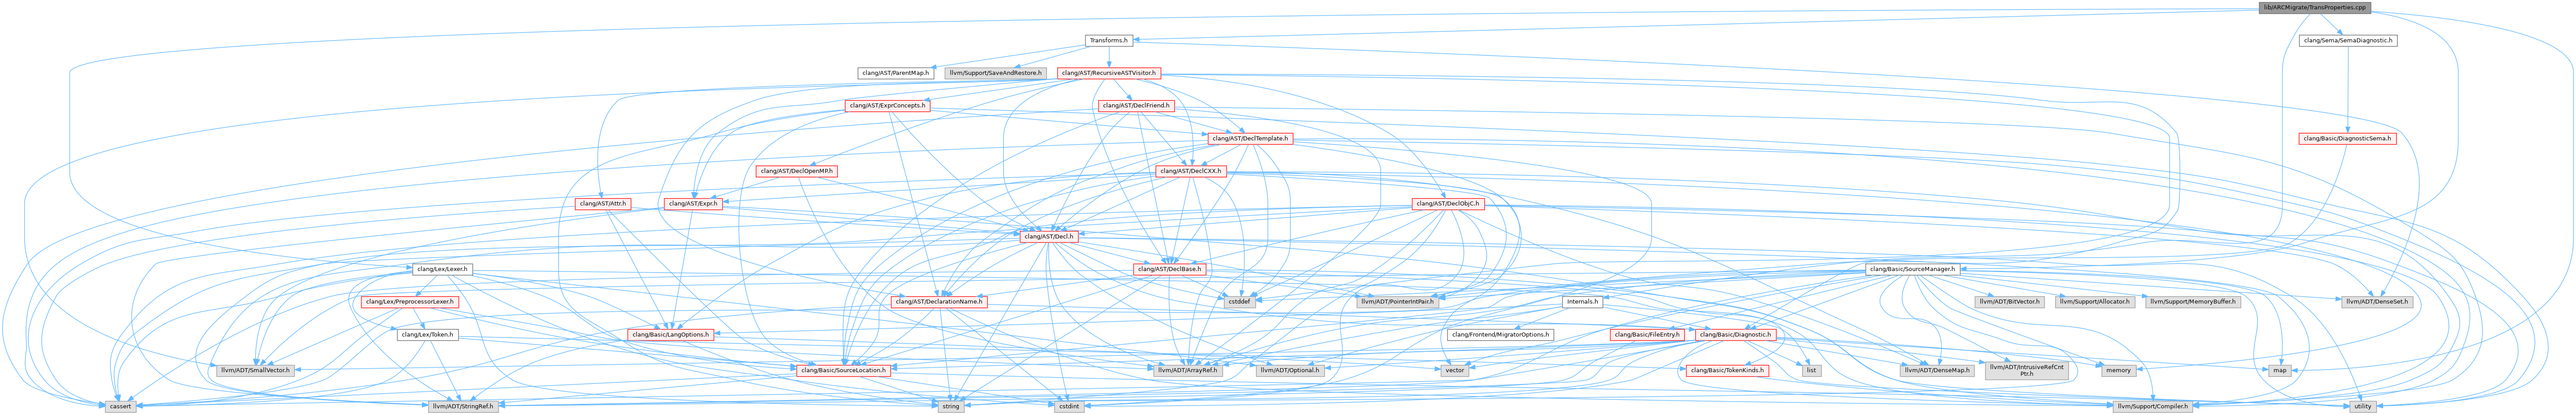 lib/ARCMigrate/TransProperties.cpp
Transforms.h
clang/Sema/SemaDiagnostic.h
clang/AST/ParentMap.h
llvm/Support/SaveAndRestore.h
clang/AST/RecursiveASTVisitor.h
clang/AST/ExprConcepts.h
clang/AST/DeclFriend.h
clang/AST/DeclTemplate.h
clang/Basic/DiagnosticSema.h
clang/AST/DeclOpenMP.h
clang/AST/DeclCXX.h
clang/AST/Attr.h
clang/AST/Expr.h
clang/AST/DeclObjC.h
clang/AST/Decl.h
clang/Lex/Lexer.h
clang/AST/DeclBase.h
clang/Basic/SourceManager.h
clang/Lex/PreprocessorLexer.h
clang/AST/DeclarationName.h
cstddef
llvm/ADT/PointerIntPair.h
Internals.h
llvm/ADT/BitVector.h
llvm/Support/Allocator.h
llvm/Support/MemoryBuffer.h
llvm/ADT/DenseSet.h
clang/Lex/Token.h
clang/Basic/LangOptions.h
clang/Frontend/MigratorOptions.h
clang/Basic/FileEntry.h
clang/Basic/Diagnostic.h
llvm/ADT/SmallVector.h
clang/Basic/SourceLocation.h
llvm/ADT/ArrayRef.h
llvm/ADT/Optional.h
vector
clang/Basic/TokenKinds.h
list
llvm/ADT/DenseMap.h
llvm/ADT/IntrusiveRefCnt
Ptr.h
memory
map
cassert
llvm/ADT/StringRef.h
string
cstdint
llvm/Support/Compiler.h
utility